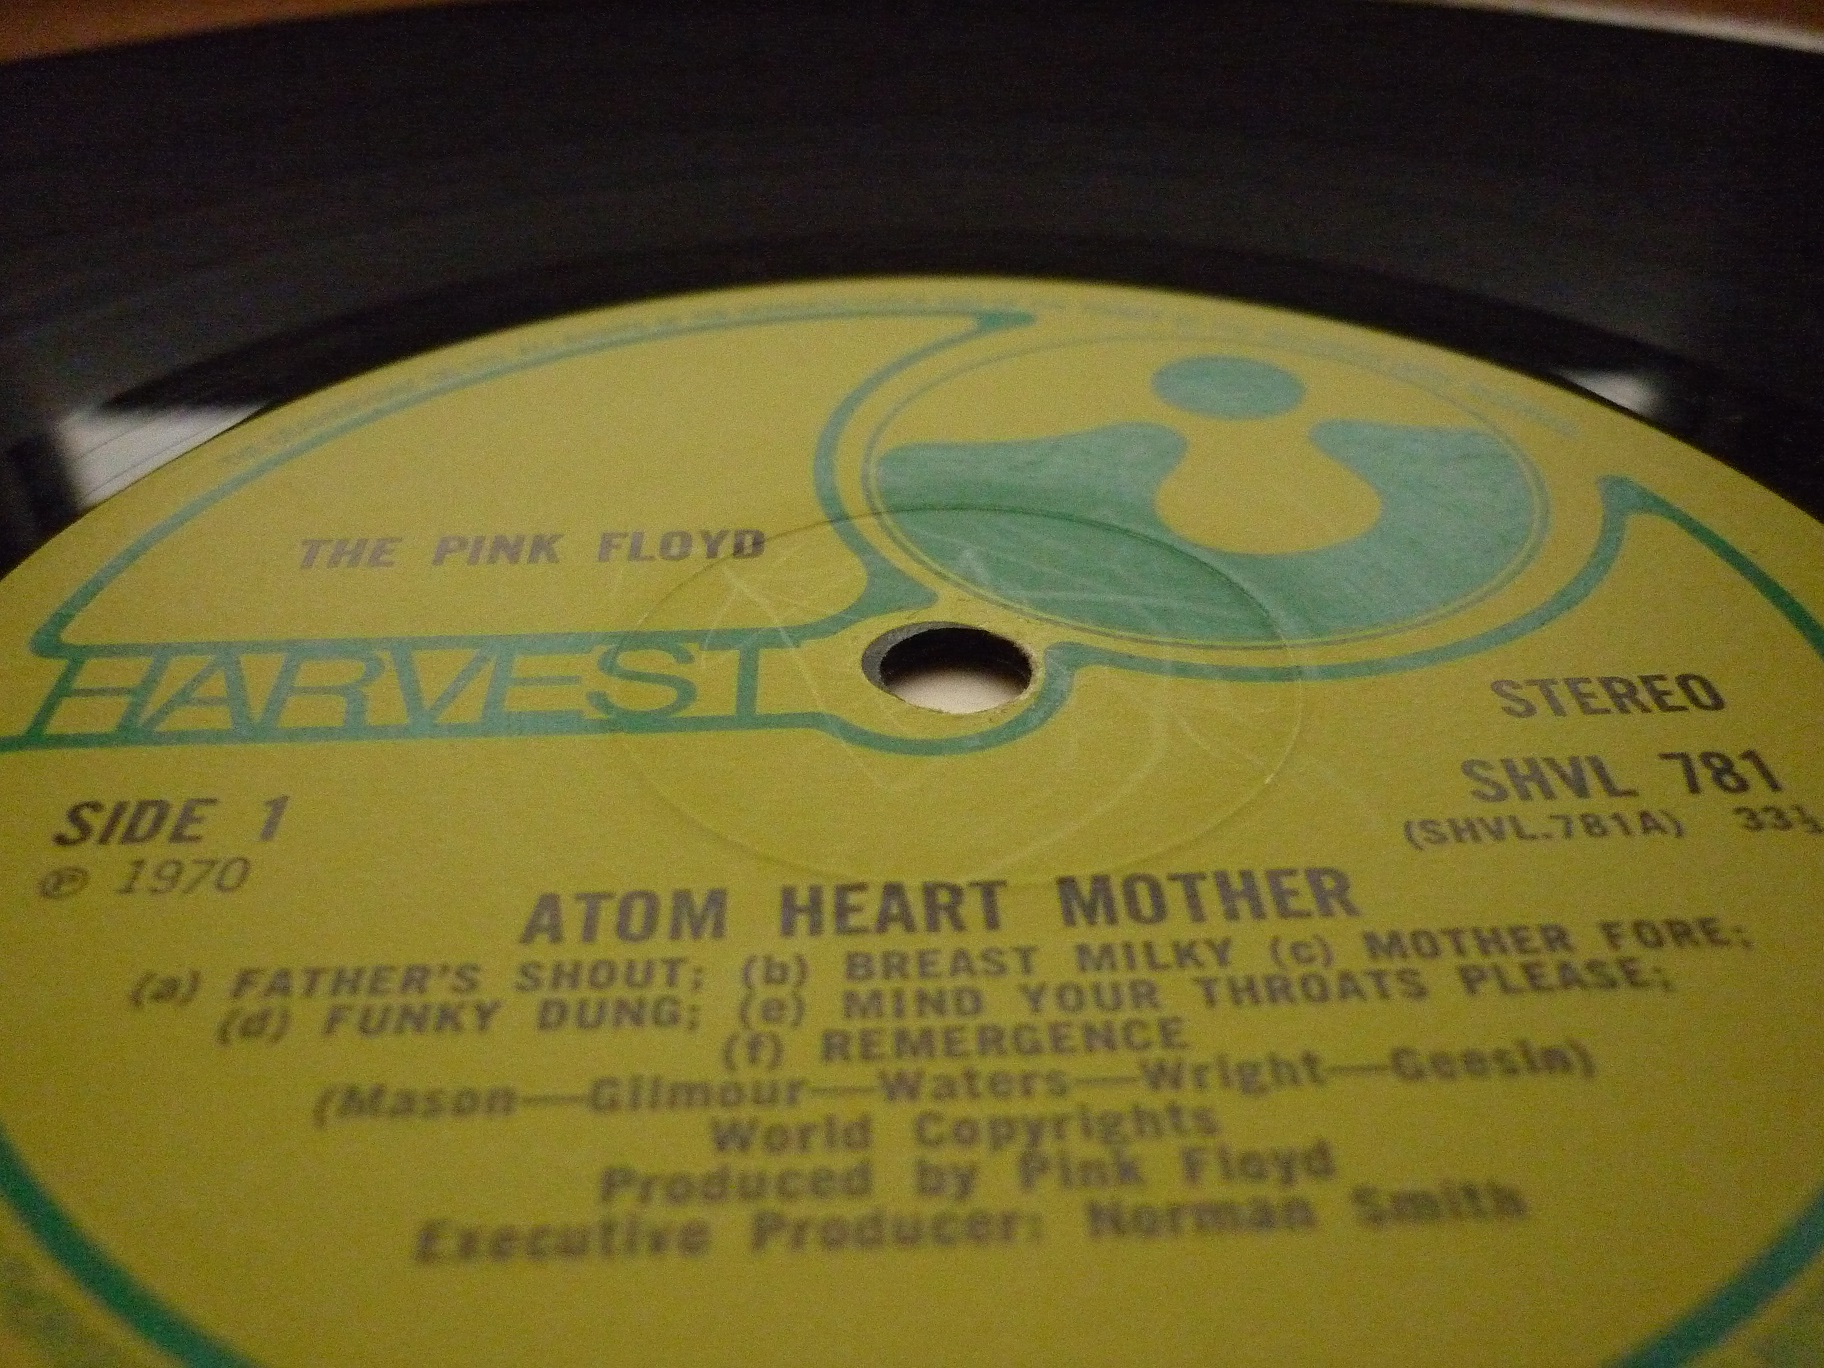 THE PINK FLOYD
HARVEST
STEREO
SHVL 781
(SHVL.781A) 33⅓
SIDE 1
℗ 1970
ATOM HEART MOTHER
(a) FATHER'S SHOUT; (b) BREAST MILKY (c) MOTHER FORE;
(d) FUNKY DUNG; (e) MIND YOUR THROATS PLEASE;
(f) REMERGENCE
(Mason—Gilmour—Waters—Wright—Geesin)
World Copyrights
Produced by Pink Floyd
Executive Producer: Norman Smith